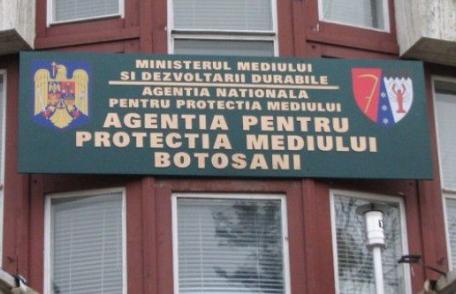 MINISTERUL MEDIULUI
SI DEZVOLTARII DURABILE
AGENTIA NATIONALA
PENTRU PROTECTIA MEDIULUI
AGENTIA PENTRU
PROTECTIA MEDIULUI
BOTOSANI